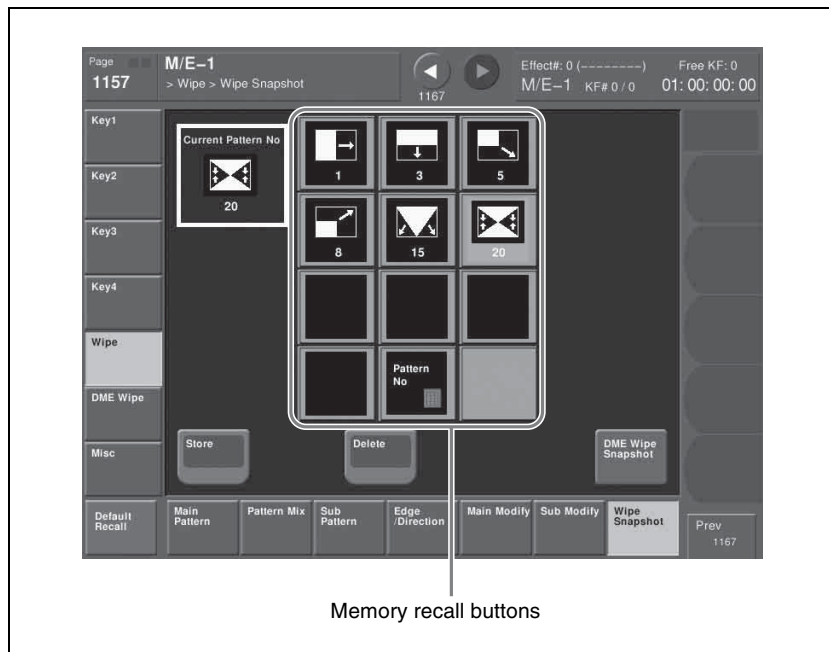 Page
1157
M/E–1
> Wipe > Wipe Snapshot
1167
Effect#: 0 (--------)
M/E–1 KF# 0 / 0
Free KF: 0
01: 00: 00: 00
Key1
Key2
Key3
Key4
Wipe
DME Wipe
Misc
Default
Recall
Current Pattern No
20
1
3
5
8
15
20
Pattern
No
Store
Delete
DME Wipe
Snapshot
Main
Pattern
Pattern Mix
Sub
Pattern
Edge
/Direction
Main Modify
Sub Modify
Wipe
Snapshot
Prev
1167
Memory recall buttons